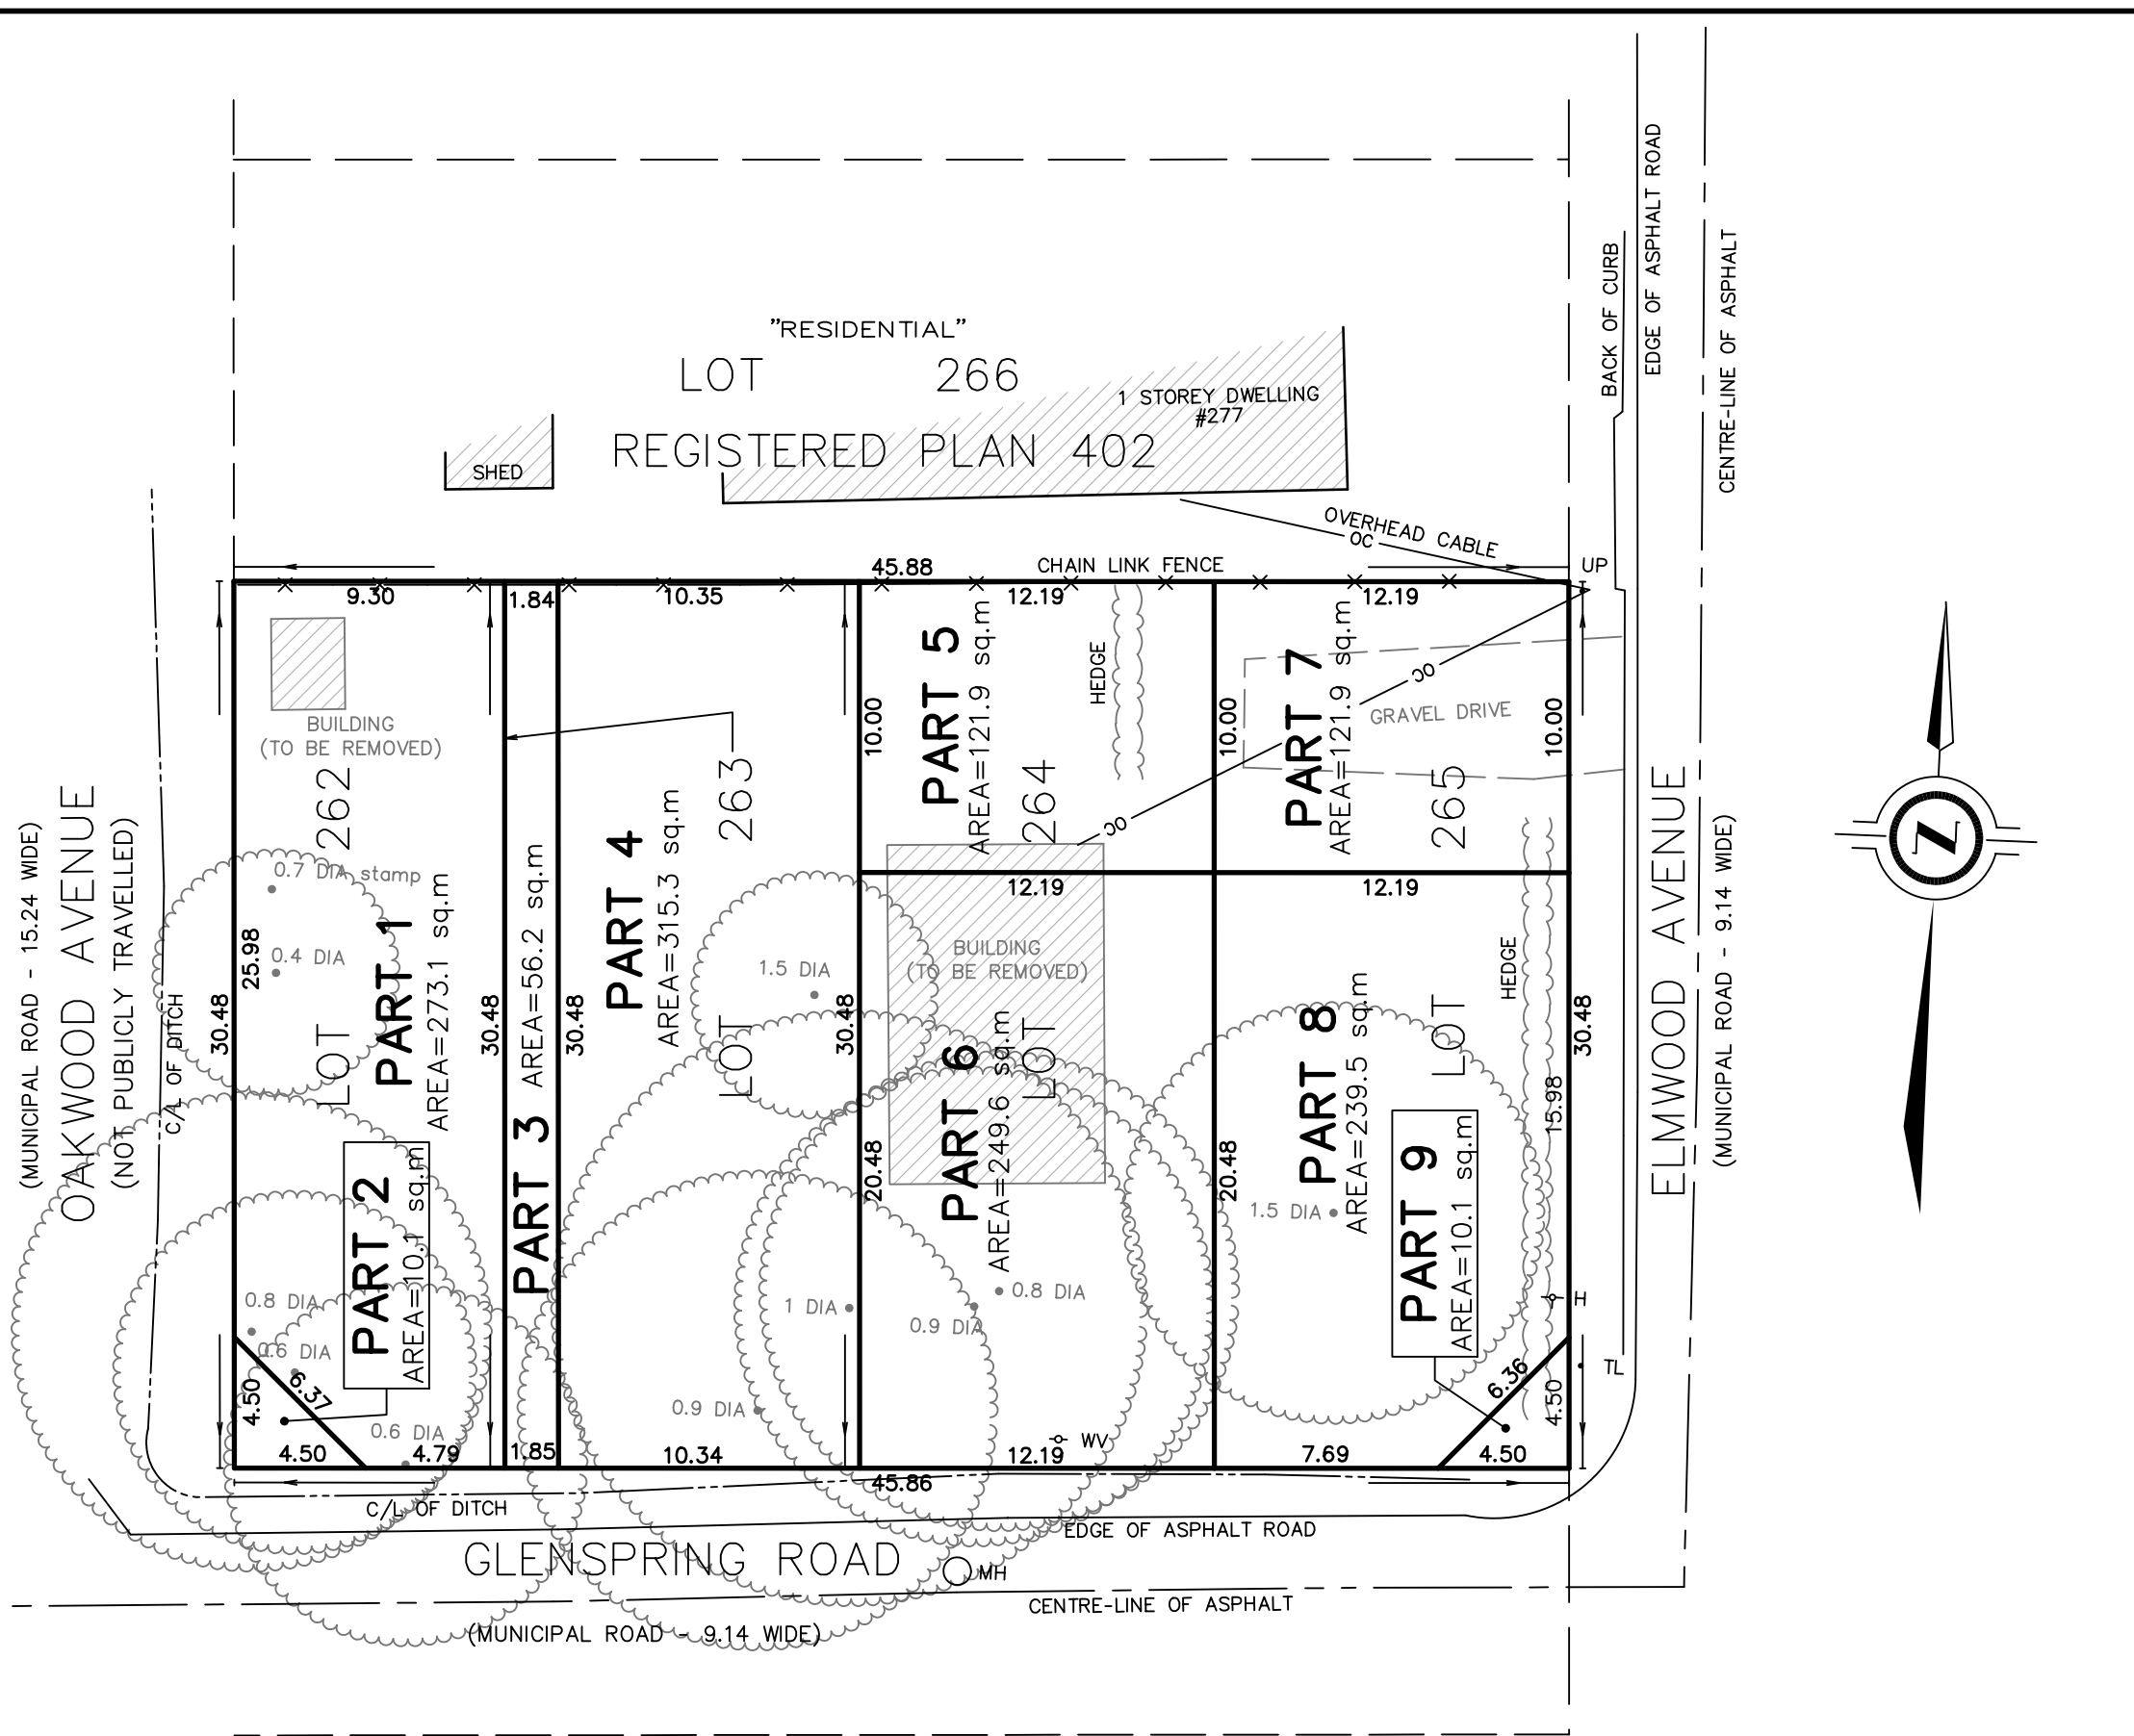 "RESIDENTIAL"
LOT 266
REGISTERED PLAN 402
1 STOREY DWELLING
#277
SHED
OVERHEAD CABLE
OC
UP
BACK OF CURB
EDGE OF ASPHALT ROAD
CENTRE-LINE OF ASPHALT
45.88
CHAIN LINK FENCE
9.30
1.84
10.35
12.19
12.19
BUILDING
(TO BE REMOVED)
LOT 262
0.7 DIA stamp
0.4 DIA
25.98
30.48
PART 1
AREA=273.1 sq.m
30.48
(MUNICIPAL ROAD - 15.24 WIDE)
OAKWOOD AVENUE
(NOT PUBLICLY TRAVELLED)
C/L OF DITCH
PART 2
AREA=10.1 sq.m
0.8 DIA
0.6 DIA
0.6 DIA
4.50
6.37
4.50
4.79
PART 3
AREA=56.2 sq.m
30.48
1.85
PART 4
AREA=315.3 sq.m
LOT 263
1.5 DIA
30.48
1 DIA
0.9 DIA
10.34
PART 5
AREA=121.9 sq.m
10.00
HEDGE
LOT 264
OC
12.19
BUILDING
(TO BE REMOVED)
PART 6
AREA=249.6 sq.m
20.48
0.8 DIA
0.9 DIA
12.19
WV
PART 7
AREA=121.9 sq.m
10.00
OC
GRAVEL DRIVE
10.00
LOT 265
12.19
PART 8
AREA=239.5 sq.m
20.48
1.5 DIA
HEDGE
30.48
15.98
PART 9
AREA=10.1 sq.m
H
TL
6.36
4.50
7.69
4.50
ELMWOOD AVENUE
(MUNICIPAL ROAD - 9.14 WIDE)
N
45.86
C/L OF DITCH
EDGE OF ASPHALT ROAD
GLENSPRING ROAD
MH
CENTRE-LINE OF ASPHALT
(MUNICIPAL ROAD - 9.14 WIDE)